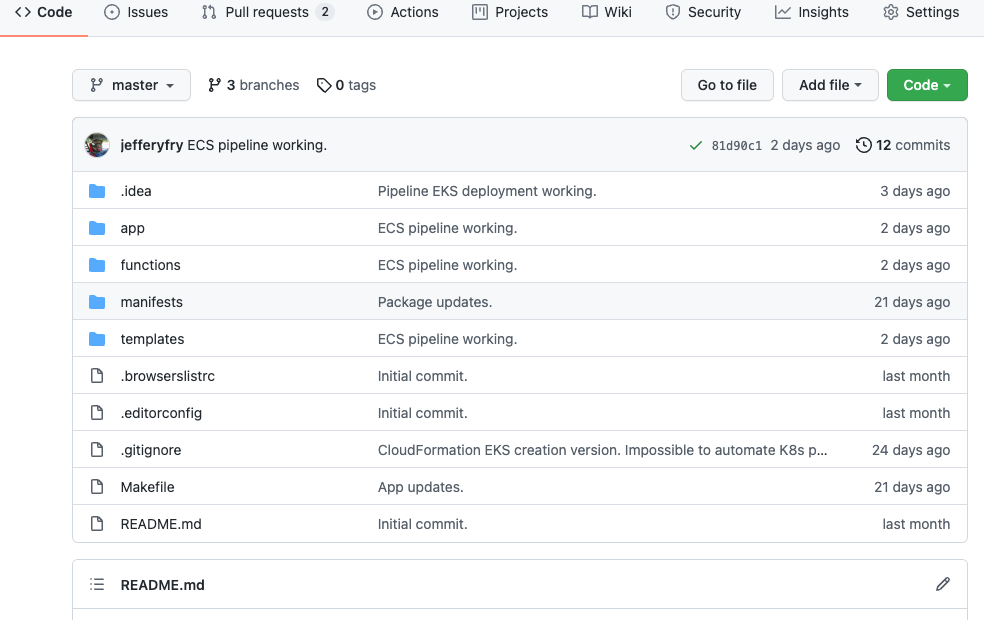 Code Issues Pull requests 2 Actions Projects Wiki Security Insights Settings
master 3 branches 0 tags Go to file Add file Code
jefferyfry ECS pipeline working. 81d90c1 2 days ago 12 commits
.idea Pipeline EKS deployment working. 3 days ago
app ECS pipeline working. 2 days ago
functions ECS pipeline working. 2 days ago
manifests Package updates. 21 days ago
templates ECS pipeline working. 2 days ago
.browserslistrc Initial commit. last month
.editorconfig Initial commit. last month
.gitignore CloudFormation EKS creation version. Impossible to automate K8s p... 24 days ago
Makefile App updates. 21 days ago
README.md Initial commit. last month
README.md